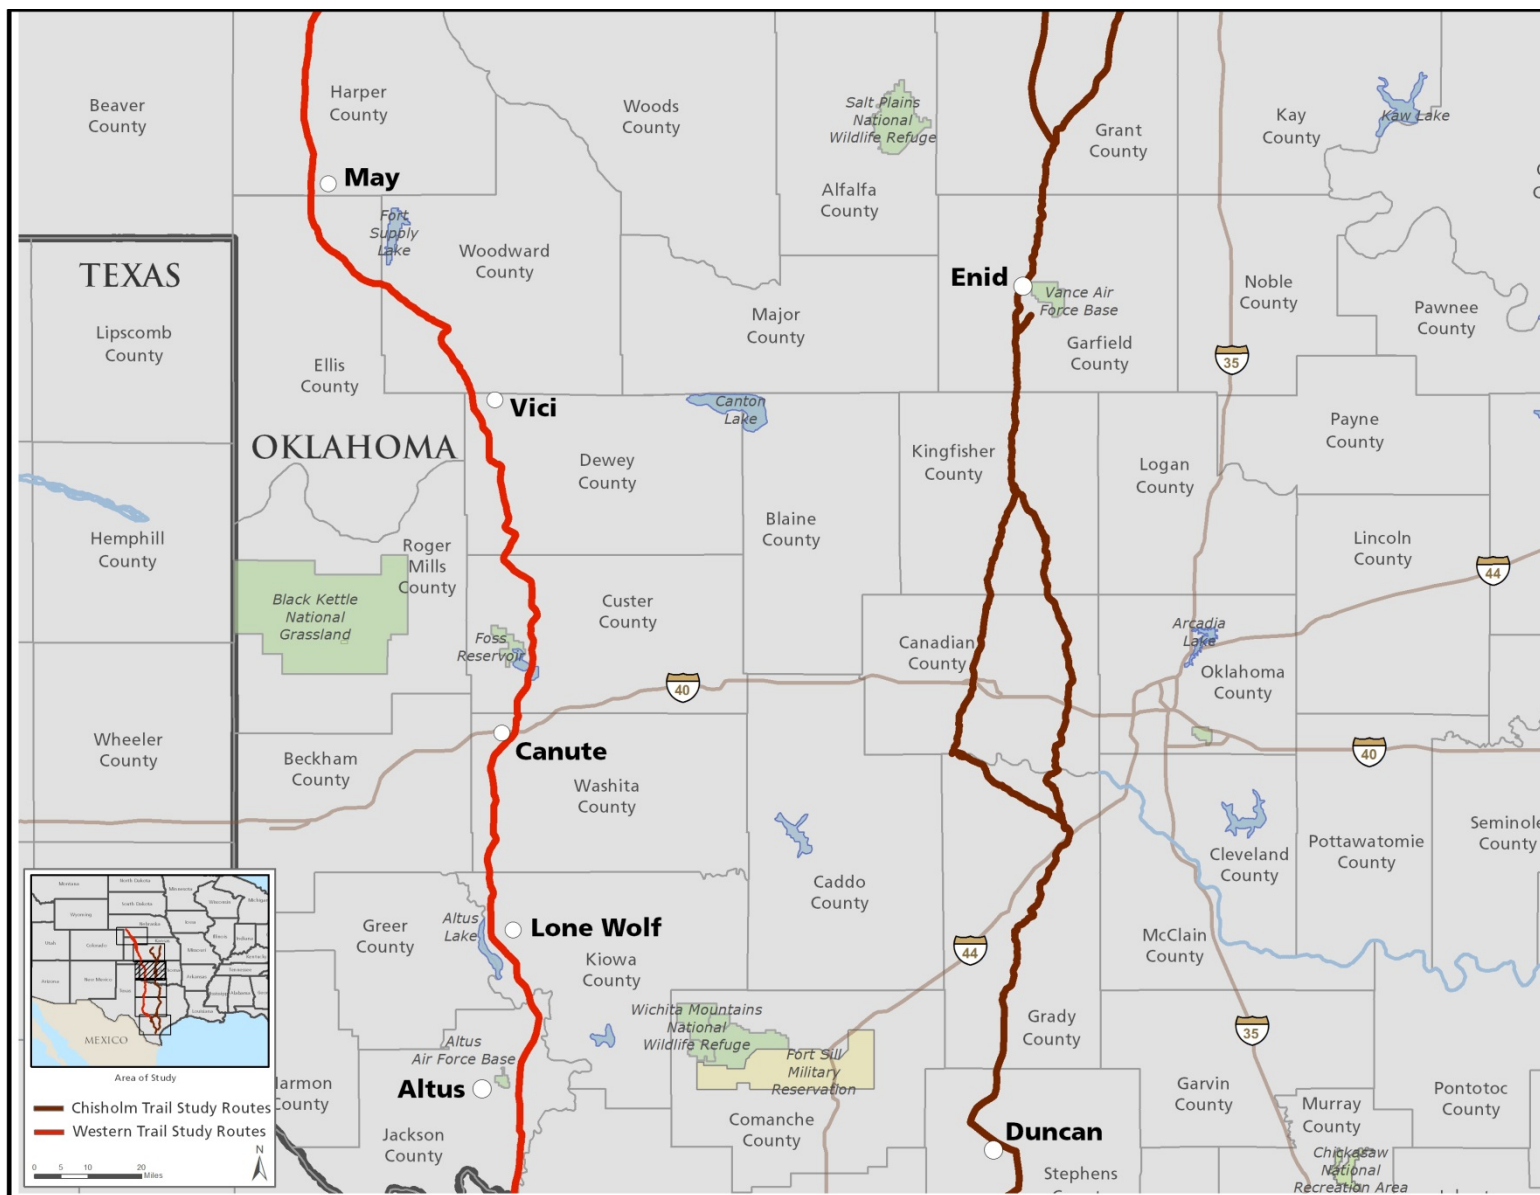 Beaver
County
Harper
County
Woods
County
Salt Plains
National
Wildlife Refuge
Grant
County
Kay
County
Kaw Lake
May
Alfalfa
County
Fort
Supply
Lake
Woodward
County
TEXAS
Enid
Vance Air
Force Base
Noble
County
Pawnee
County
Lipscomb
County
Major
County
Garfield
County
35
Ellis
County
Vici
Canton
Lake
Payne
County
OKLAHOMA
Dewey
County
Kingfisher
County
Logan
County
Hemphill
County
Roger
Mills
County
Blaine
County
Lincoln
County
44
Black Kettle
National
Grassland
Custer
County
Foss
Reservoir
Canadian
County
Arcadia
Lake
Oklahoma
County
40
Wheeler
County
Beckham
County
Canute
40
Washita
County
Cleveland
County
Pottawatomie
County
Seminole
County
Caddo
County
Greer
County
Altus
Lake
Lone Wolf
Kiowa
County
44
McClain
County
Wichita Mountains
National
Wildlife Refuge
Grady
County
35
Altus
Air Force Base
Fort Sill
Military
Reservation
Altus
Harmon
County
Comanche
County
Garvin
County
Murray
County
Pontotoc
County
Jackson
County
Duncan
Stephens
Chickasaw
National
Recreation Area
MEXICO
Area of Study
Chisholm Trail Study Routes
Western Trail Study Routes
N
0 5 10 20
Miles